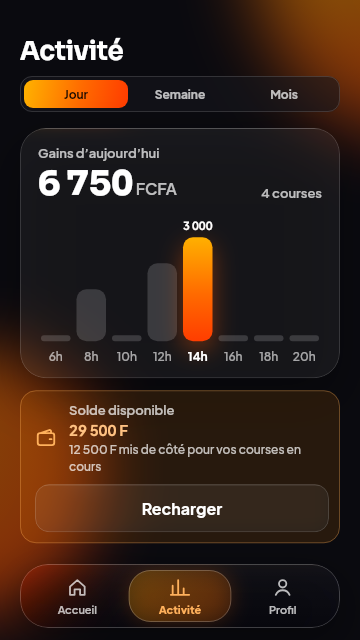 Activité
Jour Semaine Mois
Gains d’aujourd’hui
6 750 FCFA
4 courses
3 000
6h 8h 10h 12h 14h 16h 18h 20h
Solde disponible
29 500 F
12 500 F mis de côté pour vos courses en
cours
Recharger
Accueil Activité Profil